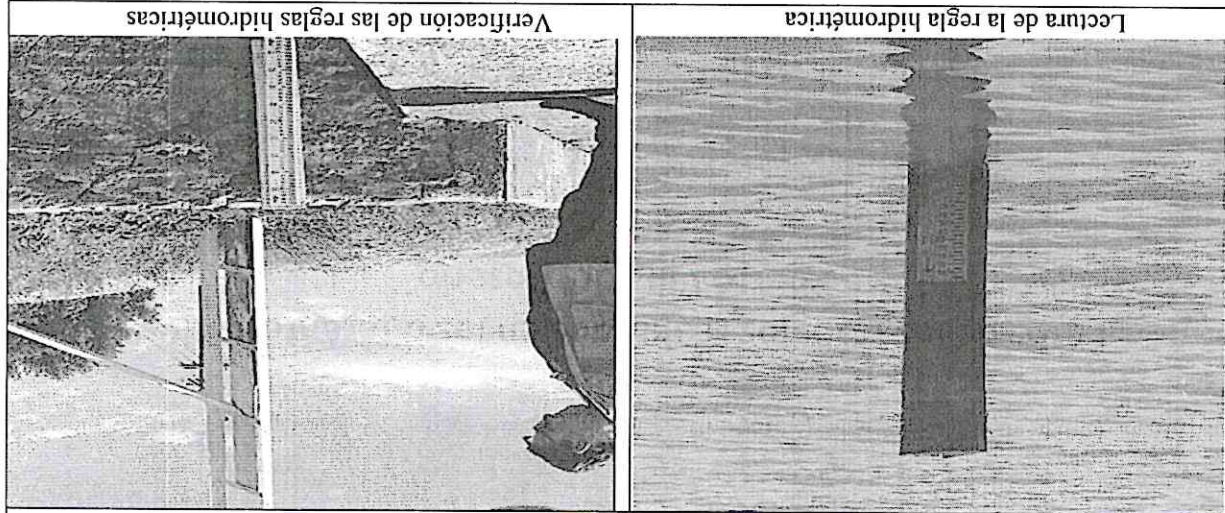 Lectura de la regla hidrométrica
Verificación de las reglas hidrométricas